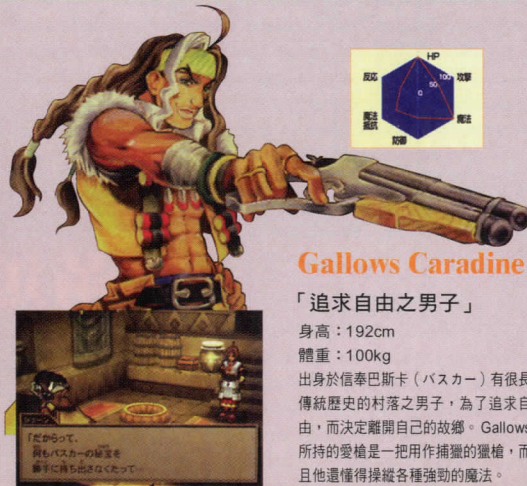 HP
反応
100
攻撃
50
0
魔法
抵抗
魔法
防御
Gallows Caradine
「追求自由之男子」
身高：192cm
體重：100kg
出身於信奉巴斯卡（バスカー）有很長
傳統歷史的村落之男子，為了追求自
由，而決定離開自己的故鄉。Gallows
所持的愛槍是一把用作捕獵的獵槍，而
且他還懂得操縱各種強勁的魔法。
「だからって、
何もバスカーの秘宝を
勝手に持ち出さなくたって…